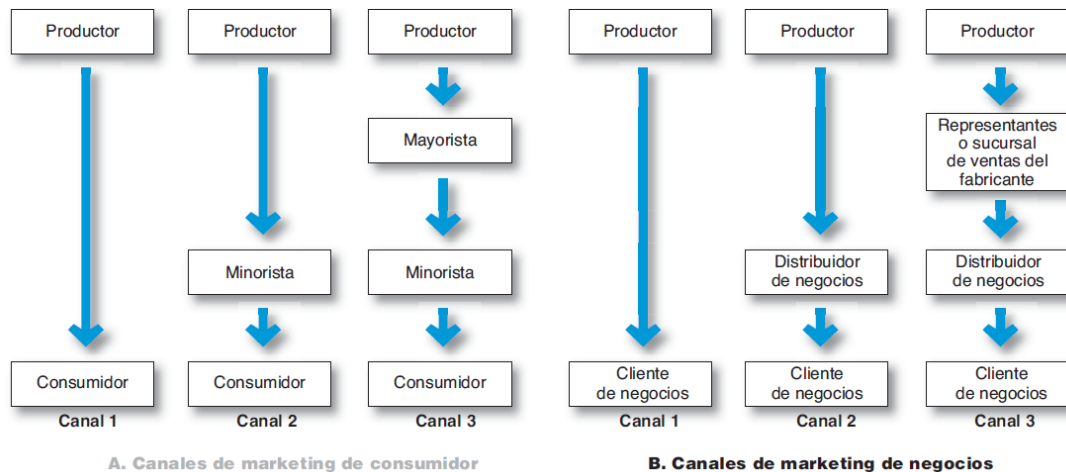 Productor
Productor
Productor
Mayorista
Minorista
Minorista
Consumidor
Consumidor
Consumidor
Canal 1
Canal 2
Canal 3
A. Canales de marketing de consumidor
Productor
Productor
Productor
Representantes
o sucursal
de ventas del
fabricante
Distribuidor
de negocios
Distribuidor
de negocios
Cliente
de negocios
Cliente
de negocios
Cliente
de negocios
Canal 1
Canal 2
Canal 3
B. Canales de marketing de negocios